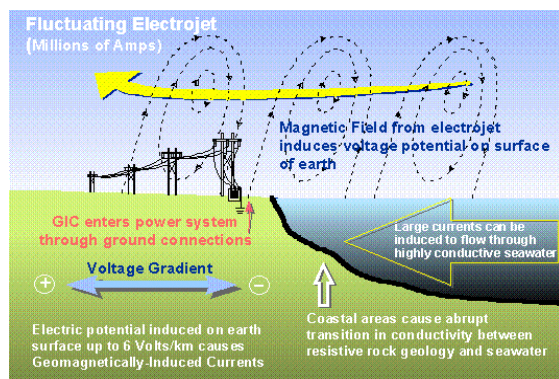 Fluctuating Electrojet
(Millions of Amps)
Magnetic Field from electrojet
induces voltage potential on surface
of earth
GIC enters power system
through ground connections
Large currents can be
induced to flow through
highly conductive seawater
+
Voltage Gradient
−
Electric potential induced on earth
surface up to 6 Volts/km causes
Geomagnetically-Induced Currents
Coastal areas cause abrupt
transition in conductivity between
resistive rock geology and seawater